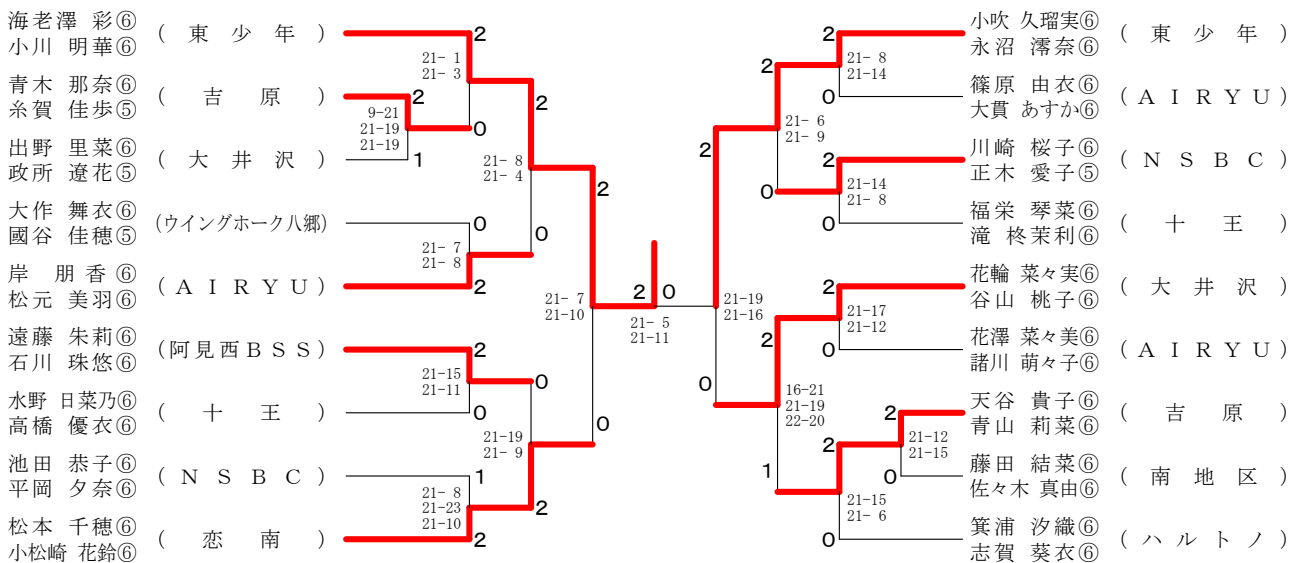 海老澤 彩⑥
小川 明華⑥
( 東 少 年 )
青木 那奈⑥
糸賀 佳歩⑤
( 吉 原 )
出野 里菜⑥
政所 遼花⑤
( 大 井 沢 )
大作 舞衣⑥
國谷 佳穂⑤
(ウイングホーク八郷)
岸 朋香⑥
松元 美羽⑥
( A I R Y U )
遠藤 朱莉⑥
石川 珠悠⑥
(阿見西BSS)
水野 日菜乃⑥
高橋 優衣⑥
( 十 王 )
池田 恭子⑥
平岡 夕奈⑥
( N S B C )
松本 千穂⑥
小松崎 花鈴⑥
( 恋 南 )
2
21- 1
21- 3
0
2
9-21
21-19
21-19
1
2
21- 8
21- 4
0
0
21- 7
21- 8
2
2
21- 7
21-10
0
2
21-15
21-11
0
0
21-19
21- 9
2
1
21- 8
21-23
21-10
2
2 0
21- 5
21-11
2
21-19
21-16
0
2
21- 6
21- 9
0
2
21- 8
21-14
0
2
21-14
21- 8
0
2
16-21
21-19
22-20
1
2
21-17
21-12
0
2
21-15
21- 6
0
2
21-12
21-15
0
小吹 久瑠実⑥
永沼 澪奈⑥
( 東 少 年 )
篠原 由衣⑥
大貫 あすか⑥
( A I R Y U )
川崎 桜子⑥
正木 愛子⑤
( N S B C )
福栄 琴菜⑥
滝 柊茉利⑥
( 十 王 )
花輪 菜々実⑥
谷山 桃子⑥
( 大 井 沢 )
花澤 菜々美⑥
諸川 萌々子⑥
( A I R Y U )
天谷 貴子⑥
青山 莉菜⑥
( 吉 原 )
藤田 結菜⑥
佐々木 真由⑥
( 南 地 区 )
箕浦 汐織⑥
志賀 葵衣⑥
( ハ ル ト ノ )